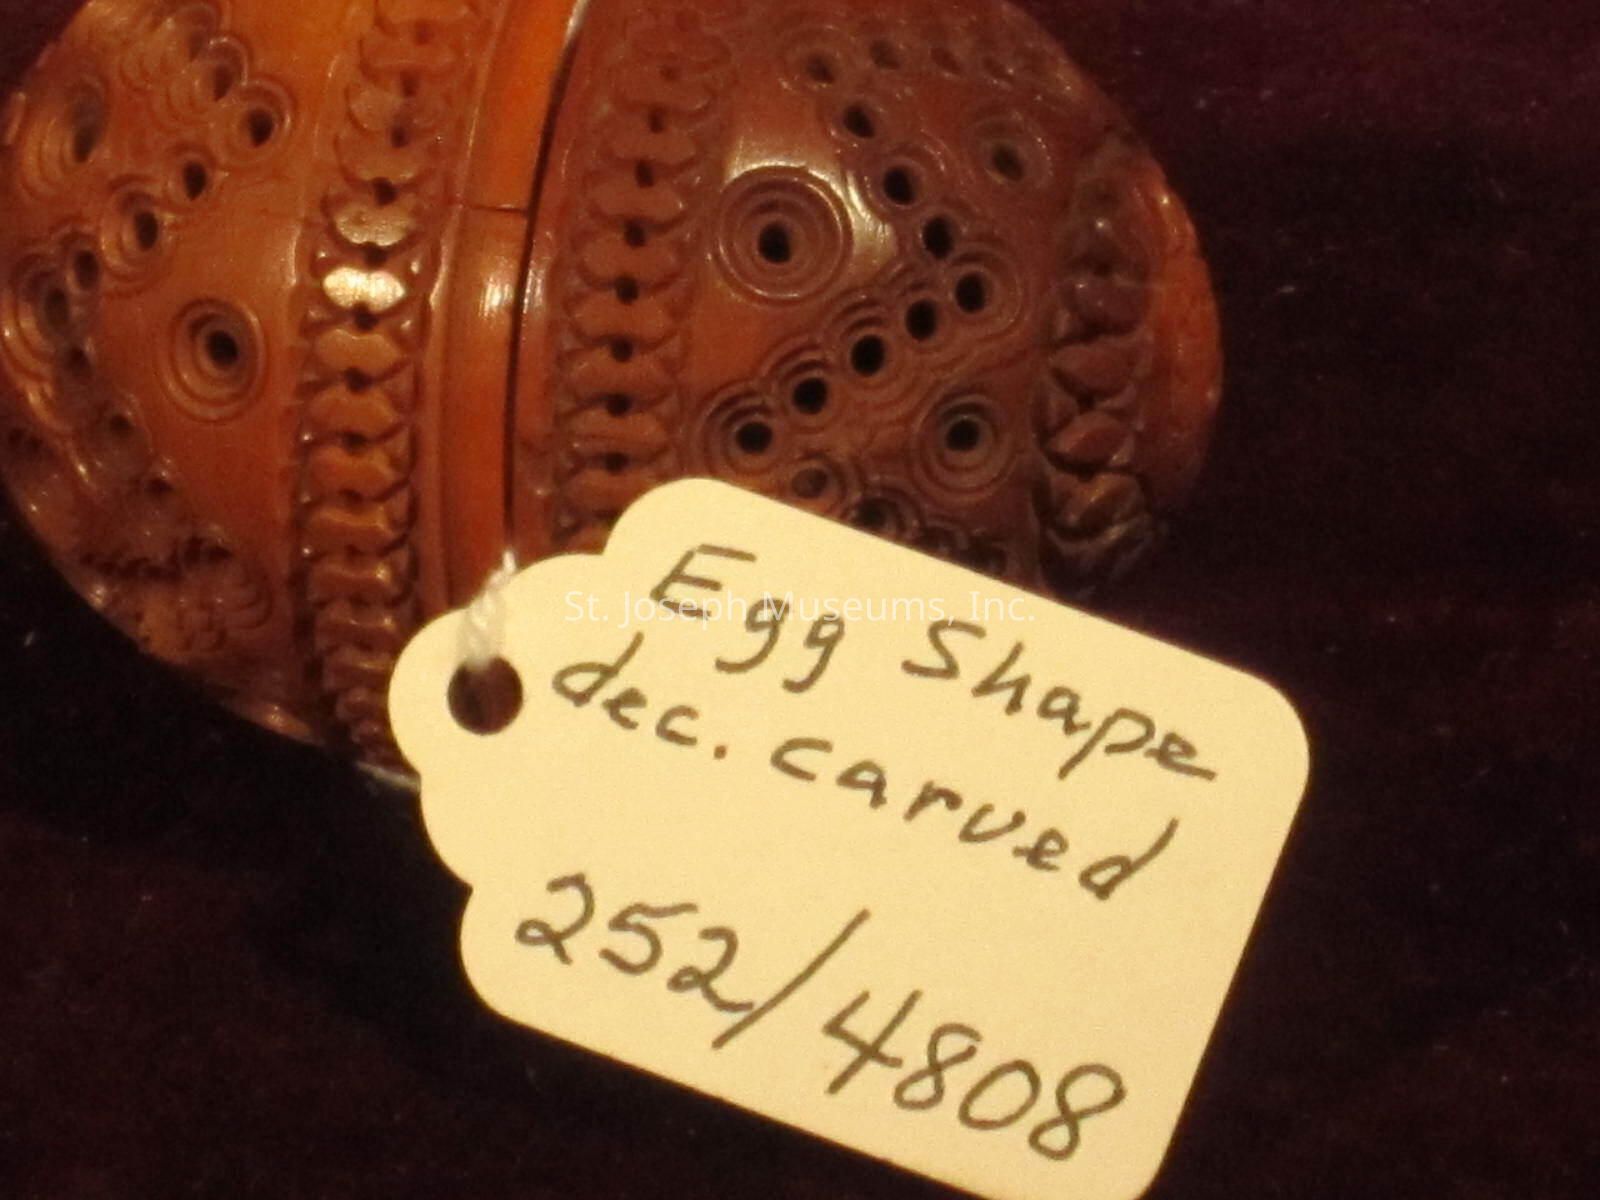 St. Joseph Museums, Inc.
Egg Shape
dec. carved
252/4808